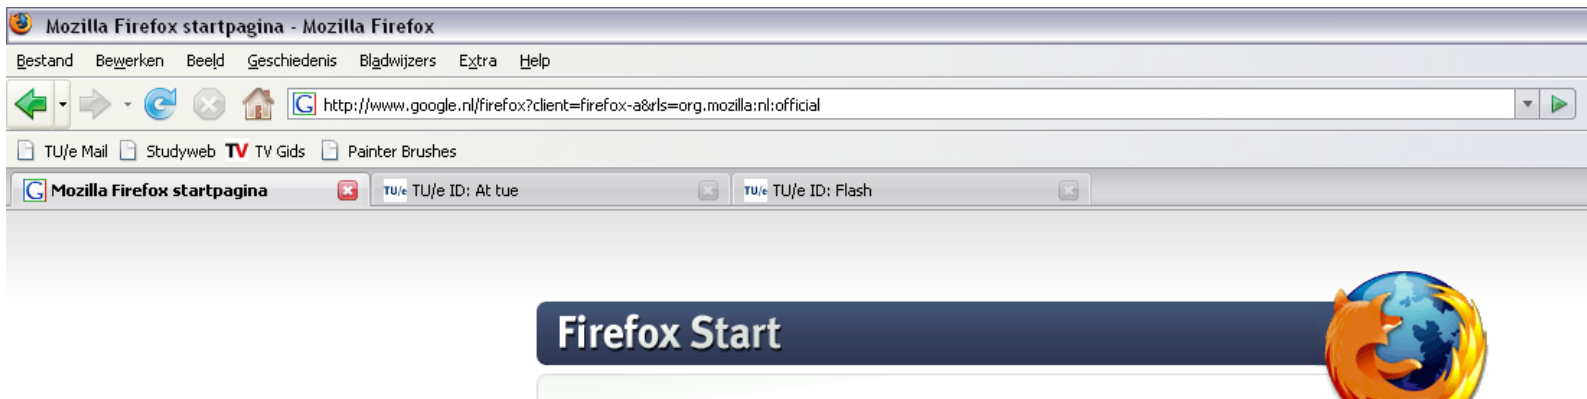 Mozilla Firefox startpagina - Mozilla Firefox
Bestand Bewerken Beeld Geschiedenis Bladwijzers Extra Help
G http://www.google.nl/firefox?client=firefox-a&rls=org.mozilla:nl:official
TU/e Mail Studyweb TV TV Gids Painter Brushes
G Mozilla Firefox startpagina TU/e TU/e ID: At tue TU/e TU/e ID: Flash
Firefox Start